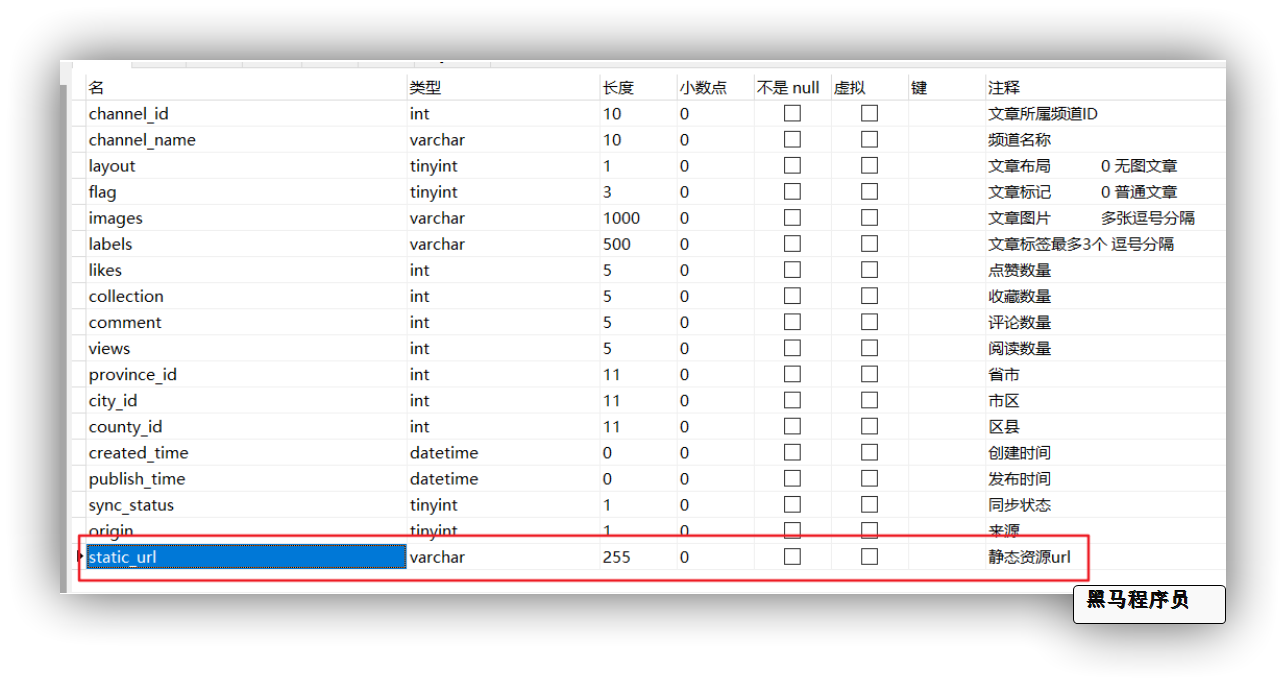 名 类型 长度 小数点 不是 null 虚拟 键 注释
channel_id int 10 0 文章所属频道ID
channel_name varchar 10 0 频道名称
layout tinyint 1 0 文章布局 0 无图文章
flag tinyint 3 0 文章标记 0 普通文章
images varchar 1000 0 文章图片 多张逗号分隔
labels varchar 500 0 文章标签最多3个 逗号分隔
likes int 5 0 点赞数量
collection int 5 0 收藏数量
comment int 5 0 评论数量
views int 5 0 阅读数量
province_id int 11 0 省市
city_id int 11 0 市区
county_id int 11 0 区县
created_time datetime 0 0 创建时间
publish_time datetime 0 0 发布时间
sync_status tinyint 1 0 同步状态
origin tinyint 1 0 来源
static_url varchar 255 0 静态资源url
黑马程序员